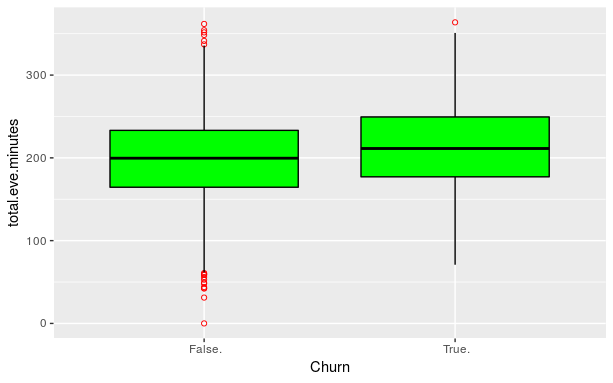 total.eve.minutes
300
200
100
0
False.
True.
Churn